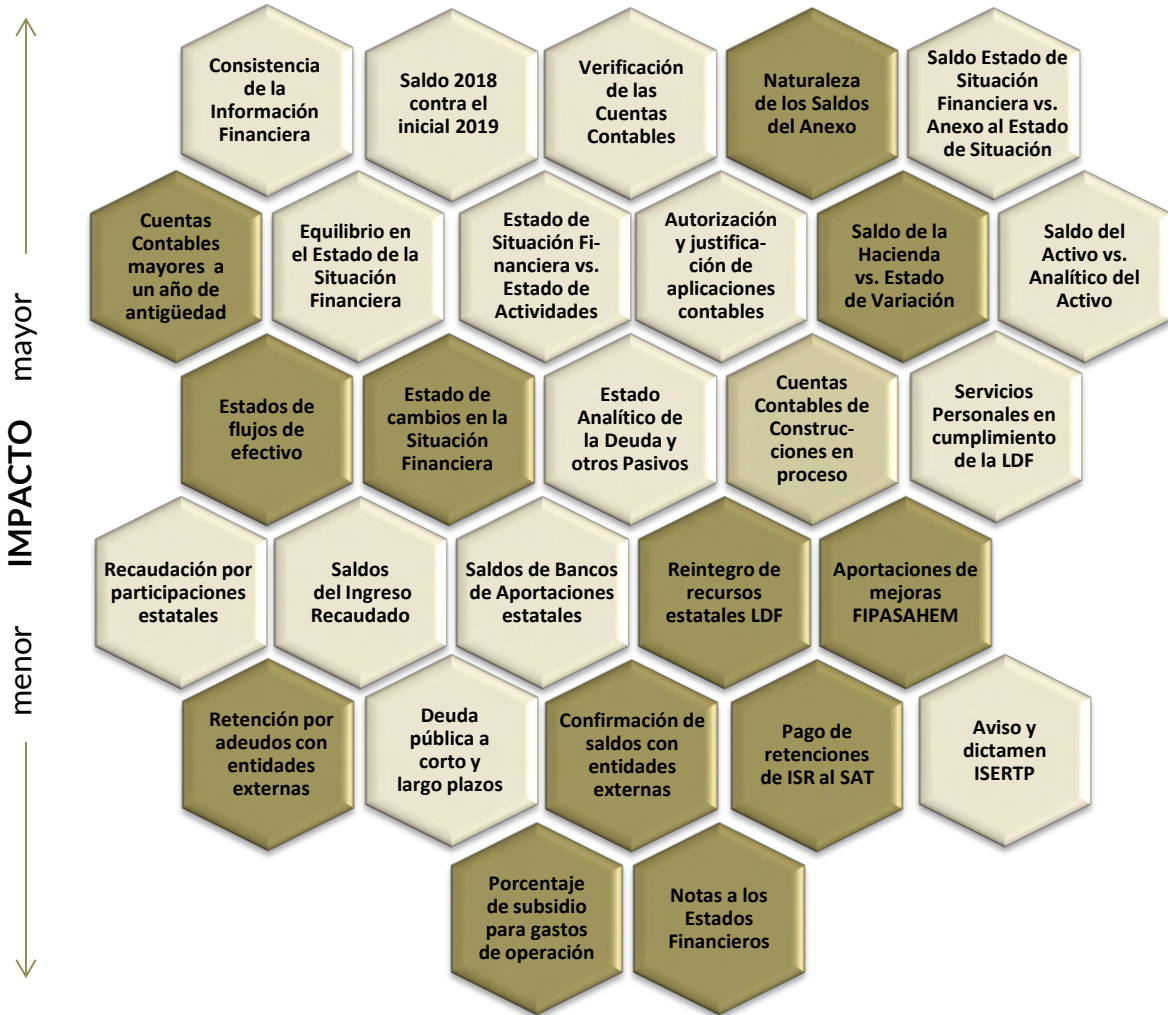 Consistencia
de la
Información
Financiera
Saldo 2018
contra el
inicial 2019
Verificación
de las
Cuentas
Contables
Naturaleza
de los Saldos
del Anexo
Saldo Estado de
Situación
Financiera vs.
Anexo al Estado
de Situación
Cuentas
Contables
mayores a
un año de
antigüedad
Equilibrio en
el Estado de la
Situación
Financiera
Estado de
Situación Fi-
nanciera vs.
Estado de
Actividades
Autorización
y justifica-
ción de
aplicaciones
contables
Saldo de la
Hacienda
vs. Estado
de Variación
Saldo del
Activo vs.
Analítico del
Activo
Estados de
flujos de
efectivo
Estado de
cambios en la
Situación
Financiera
Estado
Analítico de
la Deuda y
otros Pasivos
Cuentas
Contables de
Construc-
ciones en
proceso
Servicios
Personales en
cumplimiento
de la LDF
Recaudación por
participaciones
estatales
Saldos
del Ingreso
Recaudado
Saldos de Bancos
de Aportaciones
estatales
Reintegro de
recursos
estatales LDF
Aportaciones de
mejoras
FIPASAHEM
Retención por
adeudos con
entidades
externas
Deuda
pública a
corto y
largo plazos
Confirmación de
saldos con
entidades
externas
Pago de
retenciones
de ISR al SAT
Aviso y
dictamen
ISERTP
Porcentaje
de subsidio
para gastos
de operación
Notas a los
Estados
Financieros
menor IMPACTO mayor